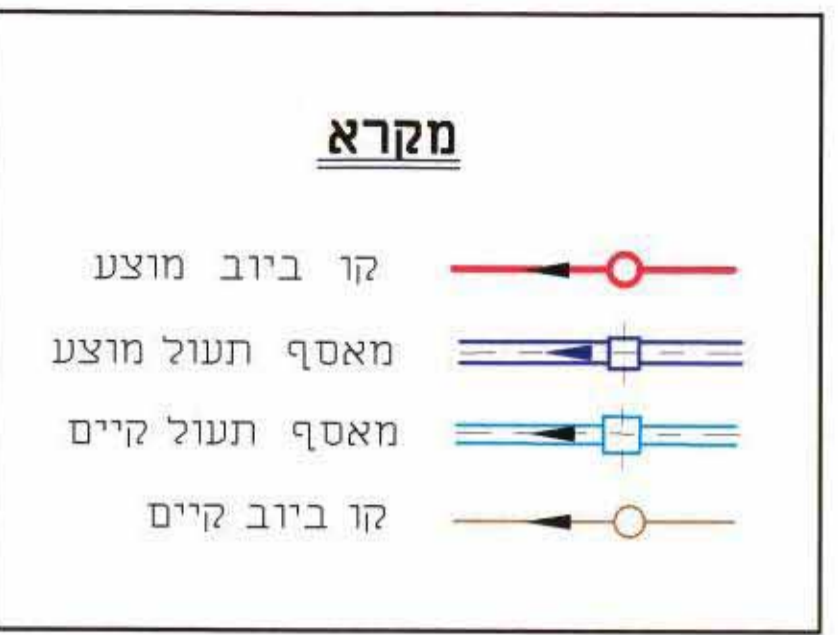 מקרא
קו ביוב מוצע
מאסף תעול מוצע
מאסף תעול קיים
קו ביוב קיים